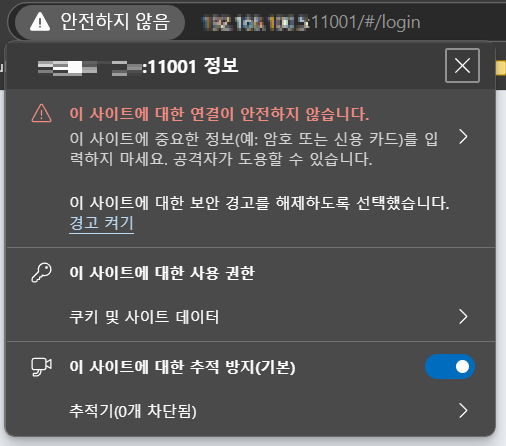 안전하지 않음 :11001/#/login
:11001 정보
이 사이트에 대한 연결이 안전하지 않습니다.
이 사이트에 중요한 정보(예: 암호 또는 신용 카드)를 입
력하지 마세요. 공격자가 도용할 수 있습니다.
이 사이트에 대한 보안 경고를 해제하도록 선택했습니다.
경고 켜기
이 사이트에 대한 사용 권한
쿠키 및 사이트 데이터
이 사이트에 대한 추적 방지(기본)
추적기(0개 차단됨)